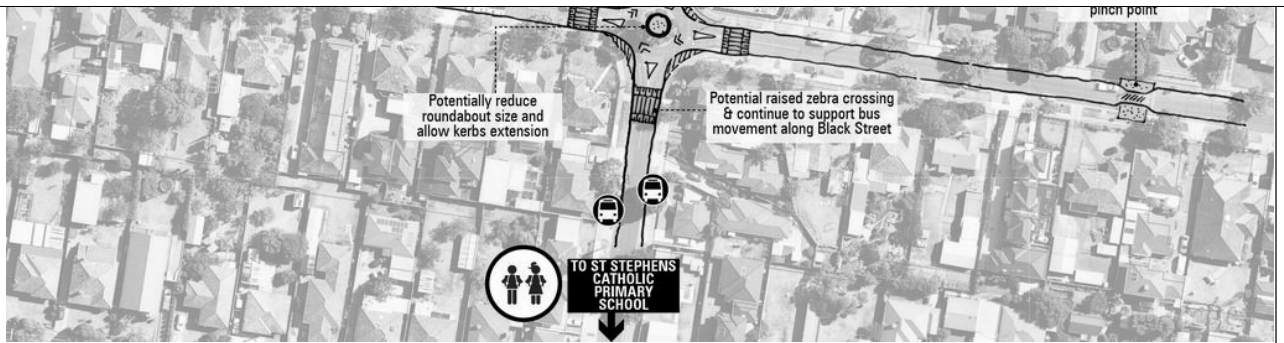 pinch point
Potentially reduce
roundabout size and
allow kerbs extension
Potential raised zebra crossing
& continue to support bus
movement along Black Street
TO ST STEPHENS
CATHOLIC
PRIMARY
SCHOOL